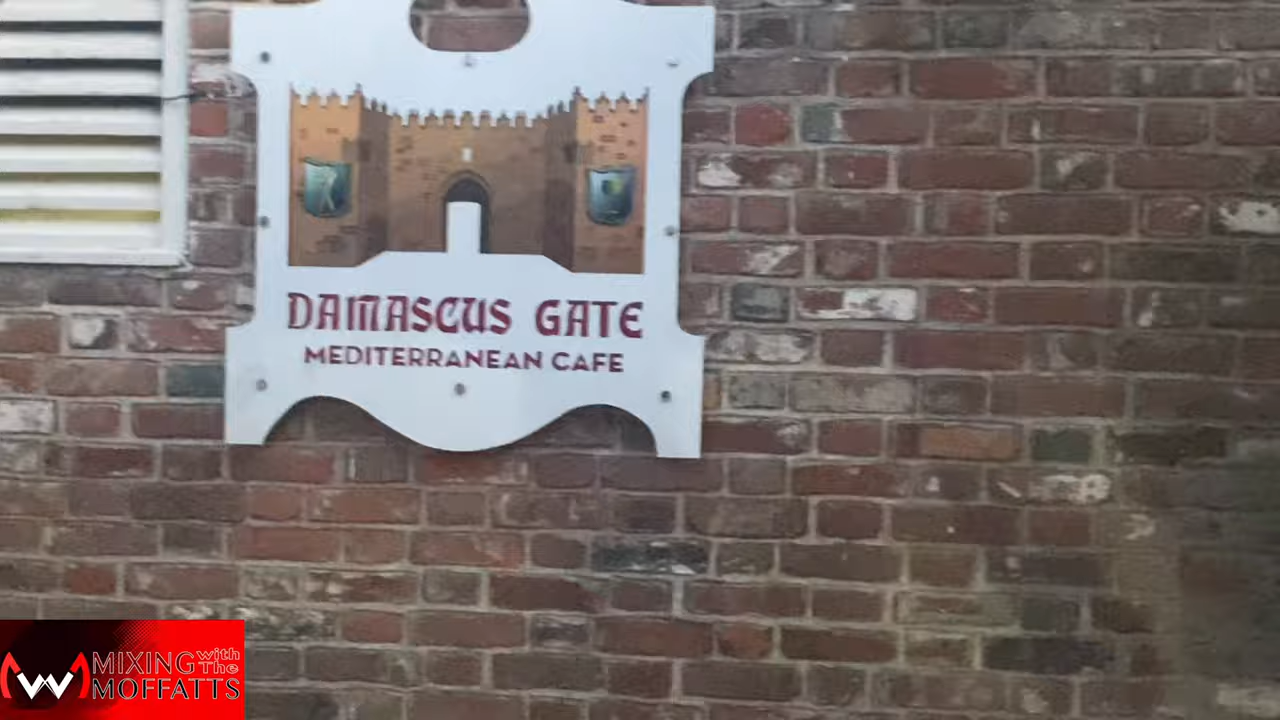 DAMASCUS GATE
MEDITERRANEAN CAFE
MIXING with The
MOFFATTS